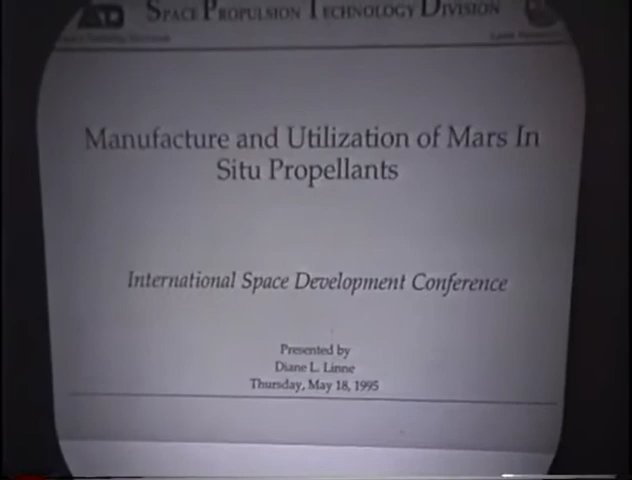 SPACE PROPULSION TECHNOLOGY DIVISION
Manufacture and Utilization of Mars In
Situ Propellants
International Space Development Conference
Presented by
Diane L. Linne
Thursday, May 18, 1995